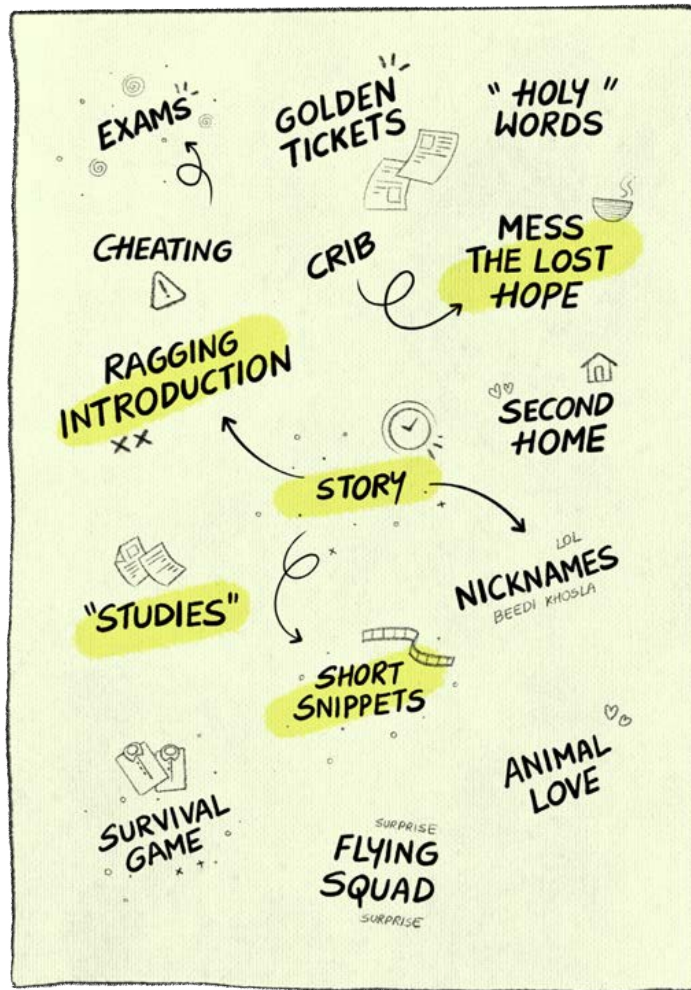 EXAMS
GOLDEN
TICKETS
" HOLY "
WORDS
CHEATING
CRIB
MESS
THE LOST
HOPE
RAGGING
INTRODUCTION
SECOND
HOME
STORY
LOL
NICKNAMES
BEEDI KHOSLA
"STUDIES"
SHORT
SNIPPETS
ANIMAL
LOVE
SURVIVAL
GAME
SURPRISE
FLYING
SQUAD
SURPRISE